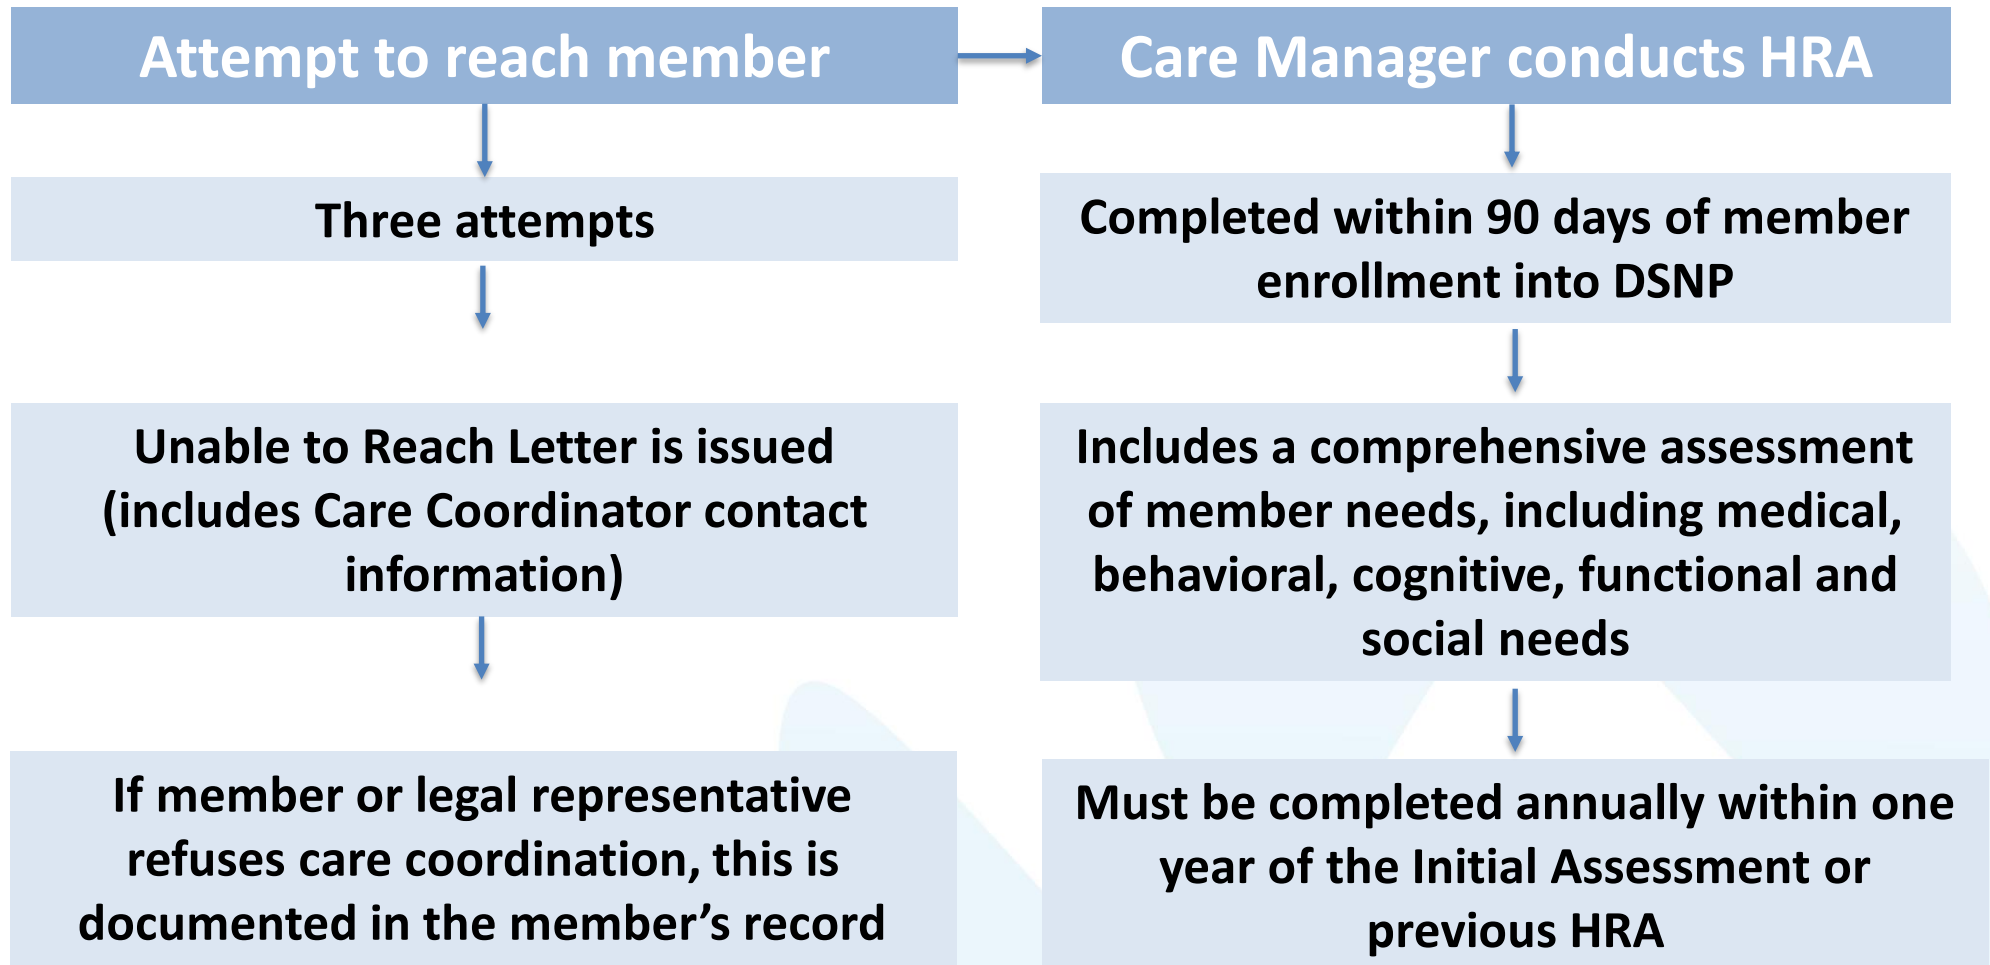 Attempt to reach member
Three attempts
Unable to Reach Letter is issued
(includes Care Coordinator contact
information)
If member or legal representative
refuses care coordination, this is
documented in the member’s record
Care Manager conducts HRA
Completed within 90 days of member
enrollment into DSNP
Includes a comprehensive assessment
of member needs, including medical,
behavioral, cognitive, functional and
social needs
Must be completed annually within one
year of the Initial Assessment or
previous HRA